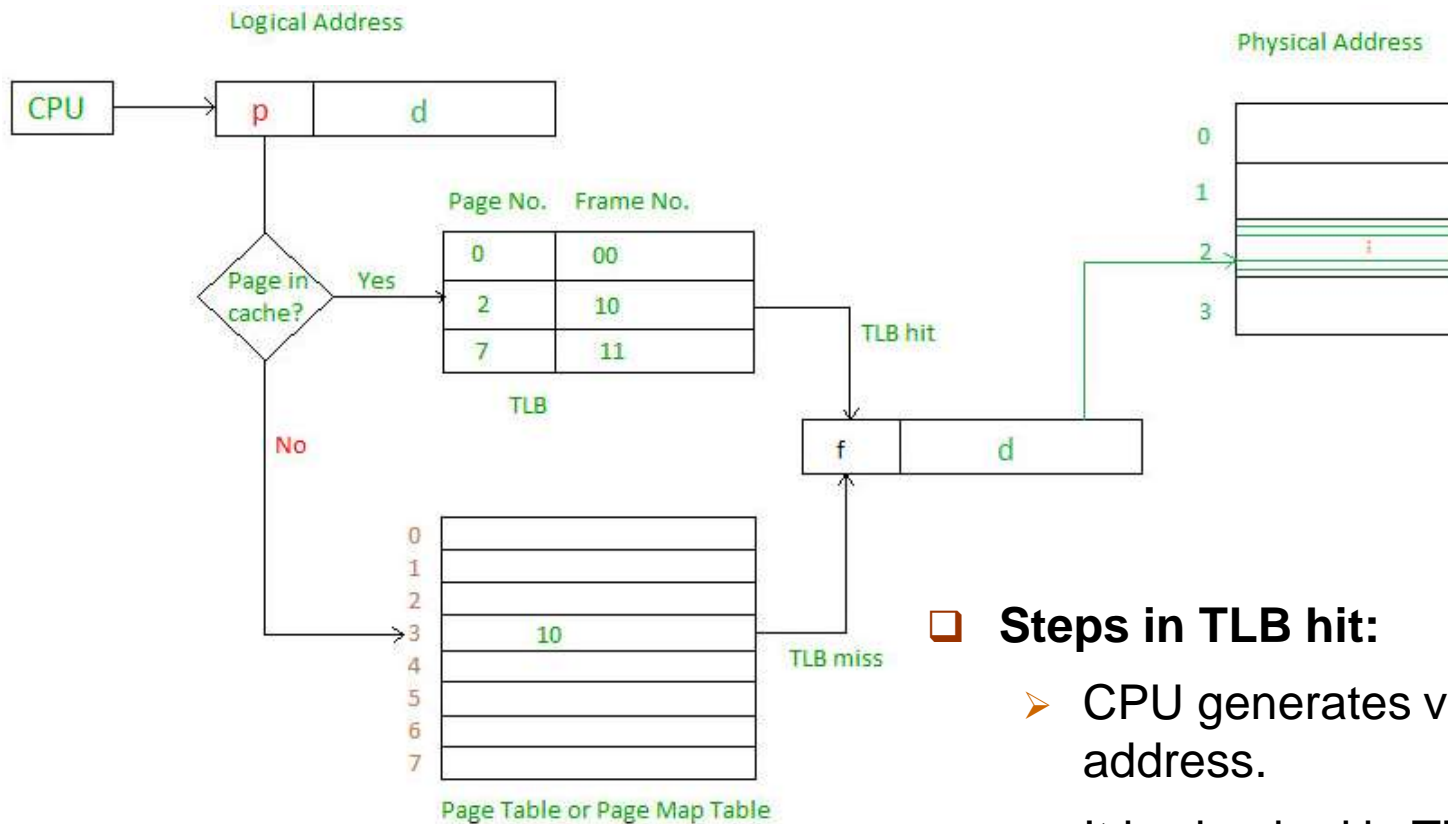 Logical Address
Physical Address
CPU
p d
0
1
2
3
Page No. Frame No.
0 00
2 10
7 11
TLB
Page in
cache?
Yes
No
TLB hit
f d
0
1
2
3 10
4
5
6
7
TLB miss
Page Table or Page Map Table
Steps in TLB hit:
CPU generates
address.